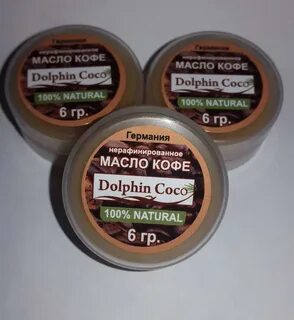 Германия
нерафинированное
МАСЛО КОФЕ
Dolphin Coco
100% NATURAL
6 гр.
Германия
нерафинированное
МАСЛО КОФЕ
Dolphin Coco
100% NATURAL
6 гр.
Германия
нерафинированное
МАСЛО КОФЕ
Dolphin Coco
100% NATURAL
6 гр.